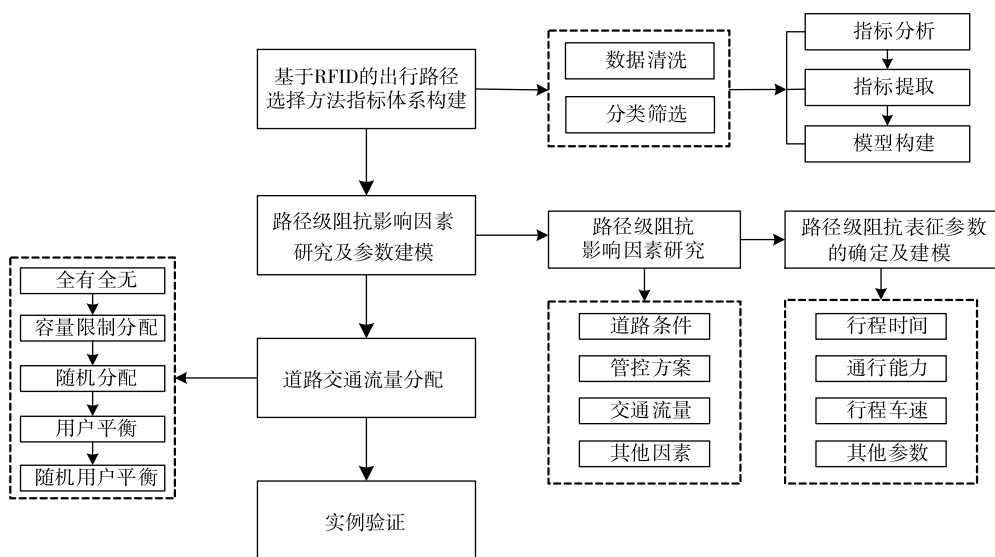 基于RFID的出行路径
选择方法指标体系构建
数据清洗
分类筛选
指标分析
指标提取
模型构建
路径级阻抗影响因素
研究及参数建模
路径级阻抗
影响因素研究
路径级阻抗表征参数
的确定及建模
道路条件
管控方案
交通流量
其他因素
行程时间
通行能力
行程车速
其他参数
道路交通流量分配
全有全无
容量限制分配
随机分配
用户平衡
随机用户平衡
实例验证